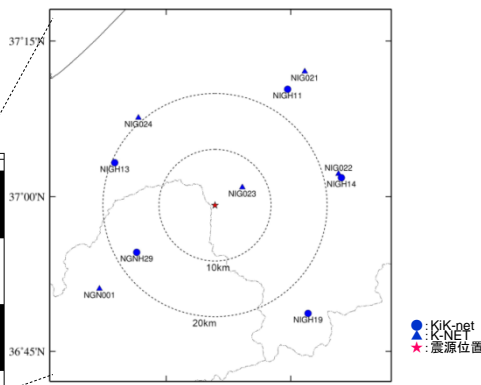 37°15'N
NIG021
NIGH11
NIG024
NIGH13
NIG022
NIGH14
37°00'N
NIG023
NGNH29
10km
NGN001
NIGH19
20km
36°45'N
: KiK-net
: K-NET
: 震源位置